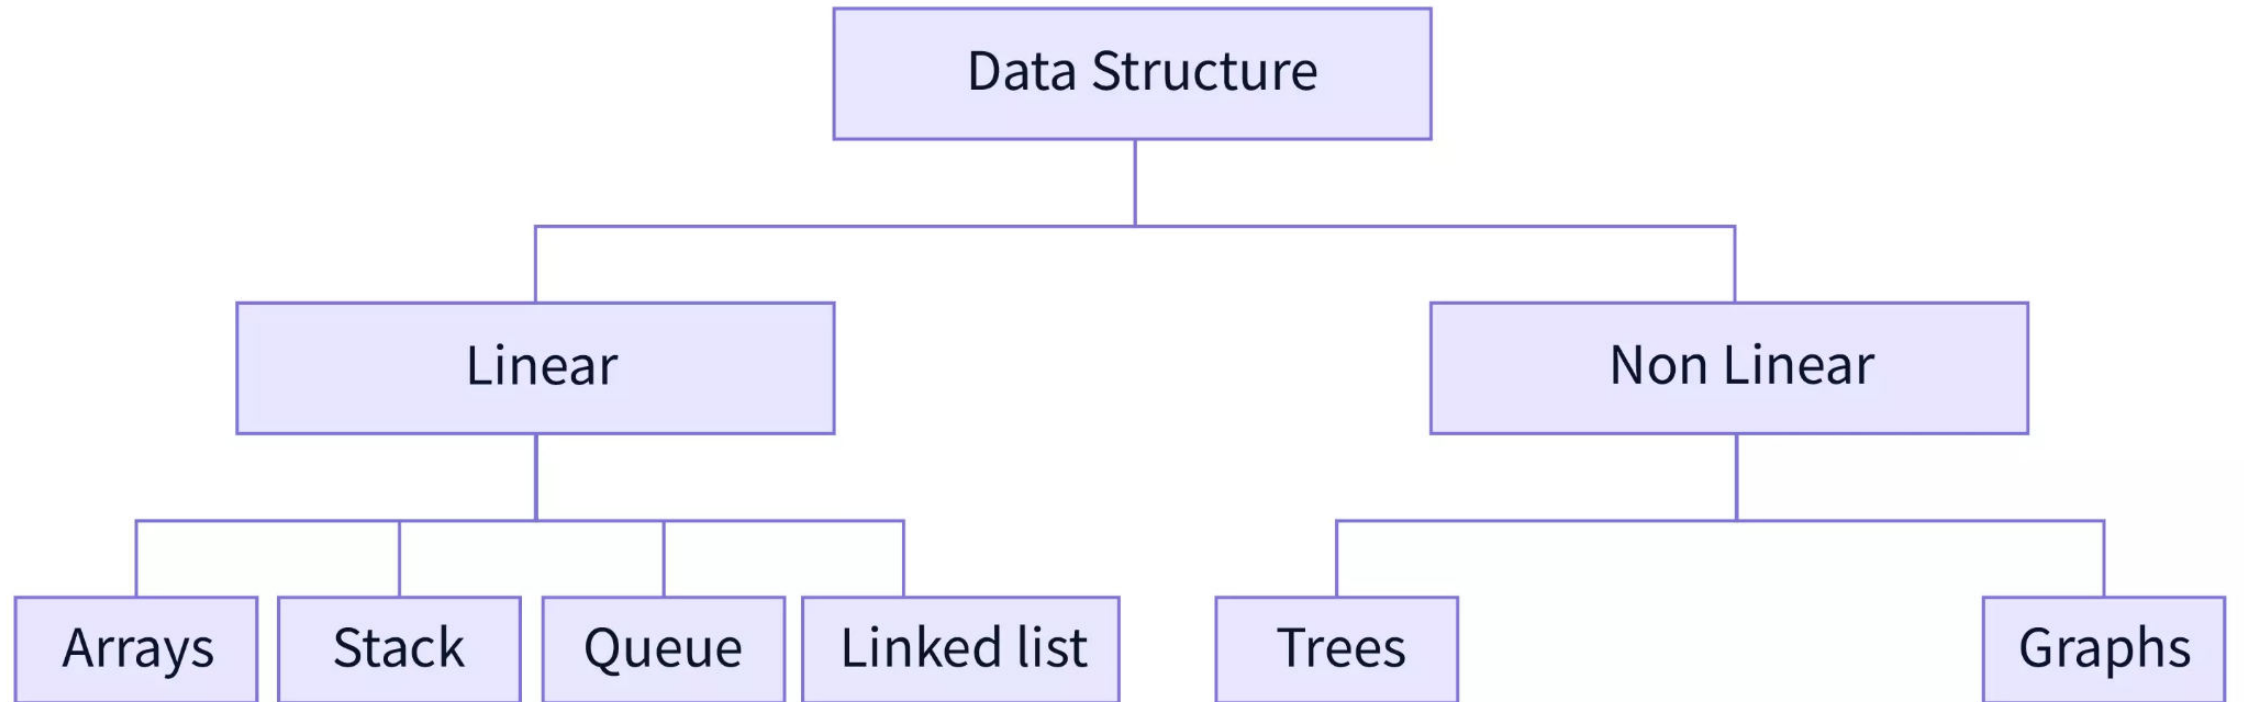 Data Structure
Linear
Non Linear
Arrays
Stack
Queue
Linked list
Trees
Graphs